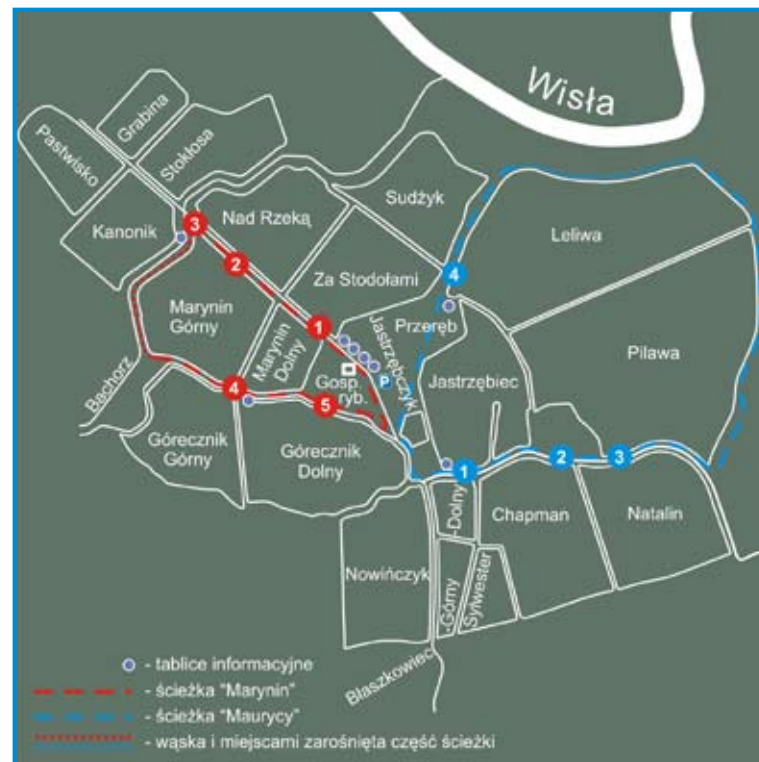 Wisła
Grabina
Pastwisko
Stokłosa
Sudżyk
Nad Rzeką
Kanonik
3
Leliwa
2
4
Za Stodołami
Marynin
Górny
1
Przeręb
Jastrzębczyk
Pilawa
Marynin
Dolny
P
Jastrzębiec
Gosp.
ryb.
Bachorz
4
5
Górecznik
Górny
Górecznik
Dolny
1
2
3
-Dolny
Chapman
Natalin
Nowińczyk
-Górny
Sylwester
Błaszkowiec
- tablice informacyjne
- ścieżka "Marynin"
- ścieżka "Maurycy"
- wąska i miejscami zarośnięta część ścieżki